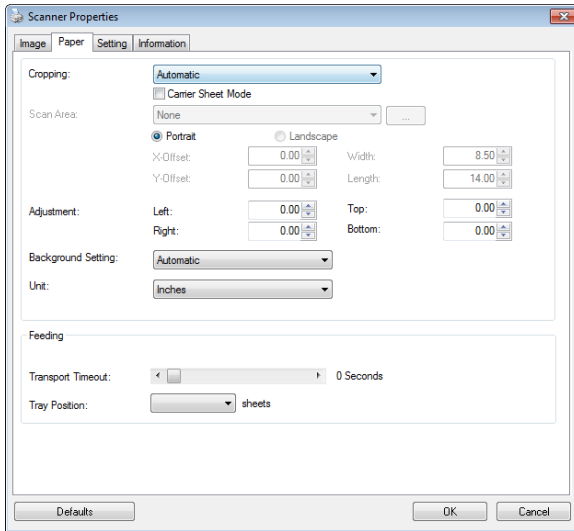 Scanner Properties
Image Paper Setting Information
Cropping: Automatic
Carrier Sheet Mode
Scan Area: None ...
Portrait Landscape
X-Offset: 0.00 Width: 8.50
Y-Offset: 0.00 Length: 14.00
Adjustment: Left: 0.00 Top: 0.00
Right: 0.00 Bottom: 0.00
Background Setting: Automatic
Unit: Inches
Feeding
Transport Timeout: 0 Seconds
Tray Position: sheets
Defaults OK Cancel